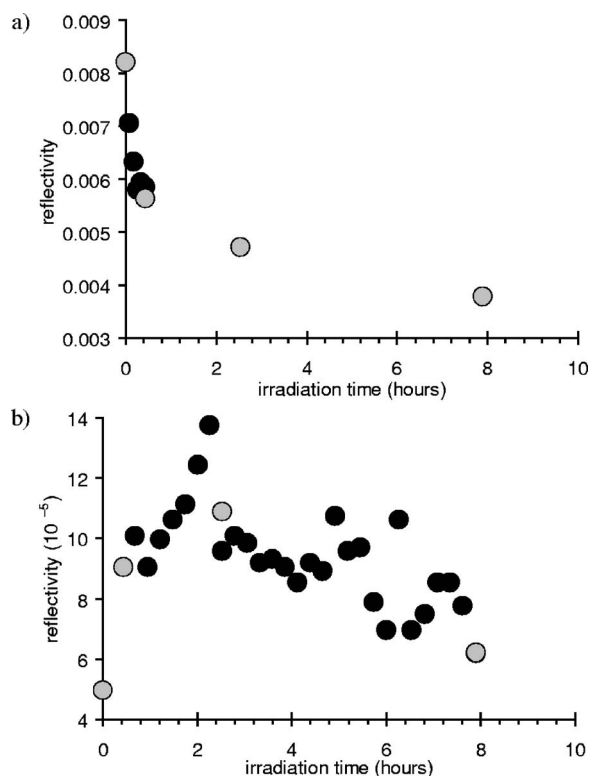 a)
0.009
0.008
0.007
0.006
0.005
0.004
0.003
reflectivity
0 2 4 6 8 10
irradiation time (hours)
b)
14
12
10
8
6
4
reflectivity (10⁻⁵)
0 2 4 6 8 10
irradiation time (hours)